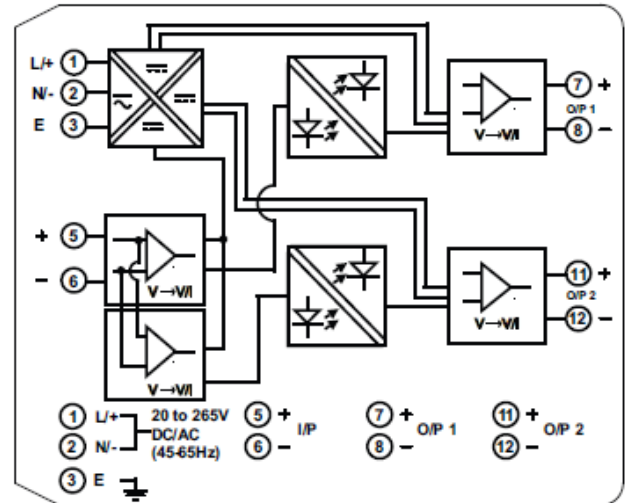 L/+ 1
N/- 2
E 3
7 +
O/P 1
8 −
V→V/I
+ 5
− 6
V→V/I
V→V/I
11 +
O/P 2
12 −
V→V/I
1 L/+
2 N/-
20 to 265V
DC/AC
(45-65Hz)
3 E
5 +
6 −
I/P
7 +
8 −
O/P 1
11 +
12 −
O/P 2